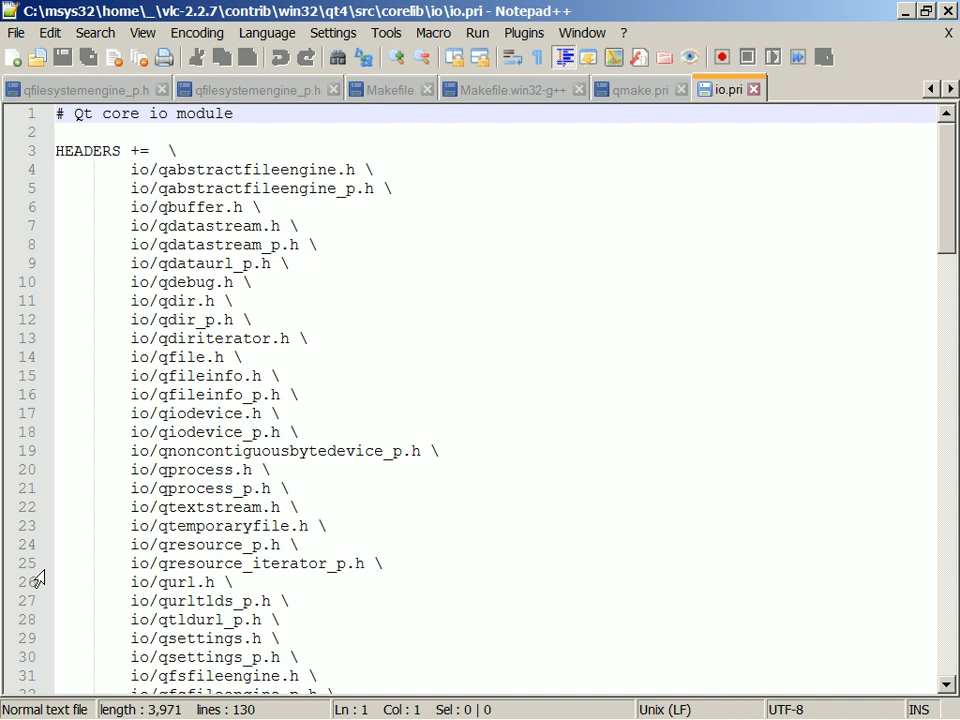 C:\msys32\home\_\vlc-2.2.7\contrib\win32\qt4\src\corelib\io\io.pri - Notepad++
File Edit Search View Encoding Language Settings Tools Macro Run Plugins Window ? X
qfilesystemengine_p.h qfilesystemengine_p.h Makefile Makefile.win32-g++ qmake.pri io.pri
1 # Qt core io module
2
3 HEADERS += \
4 io/qabstractfileengine.h \
5 io/qabstractfileengine_p.h \
6 io/qbuffer.h \
7 io/qdatastream.h \
8 io/qdatastream_p.h \
9 io/qdataurl_p.h \
10 io/qdebug.h \
11 io/qdir.h \
12 io/qdir_p.h \
13 io/qdiriterator.h \
14 io/qfile.h \
15 io/qfileinfo.h \
16 io/qfileinfo_p.h \
17 io/qiodevice.h \
18 io/qiodevice_p.h \
19 io/qnoncontiguousbytedevice_p.h \
20 io/qprocess.h \
21 io/qprocess_p.h \
22 io/qtextstream.h \
23 io/qtemporaryfile.h \
24 io/qresource_p.h \
25 io/qresource_iterator_p.h \
26 io/qurl.h \
27 io/qurltlds_p.h \
28 io/qtldurl_p.h \
29 io/qsettings.h \
30 io/qsettings_p.h \
31 io/qfsfileengine.h \
32 io/qfsfileengine_p.h \
Normal text file length : 3,971 lines : 130 Ln : 1 Col : 1 Sel : 0 | 0 Unix (LF) UTF-8 INS